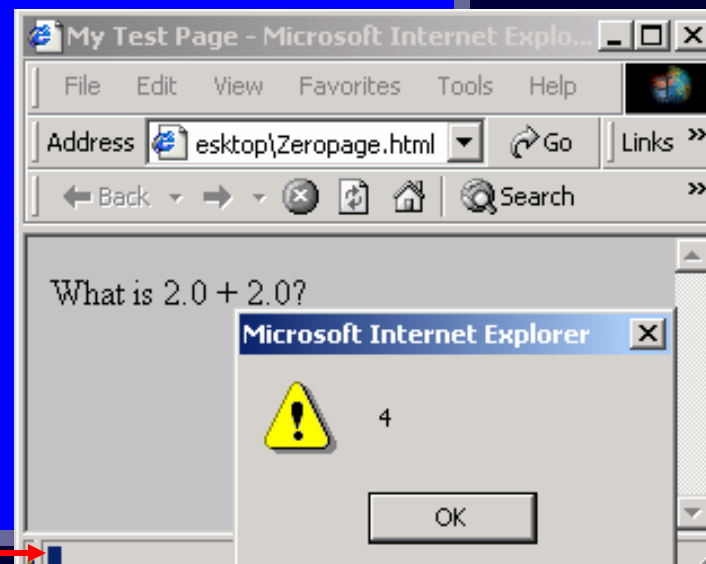 My Test Page - Microsoft Internet Explo...
File Edit View Favorites Tools Help
Address esktop\Zeropage.html Go Links »
Back Search »
What is 2.0 + 2.0?
Microsoft Internet Explorer
4
OK